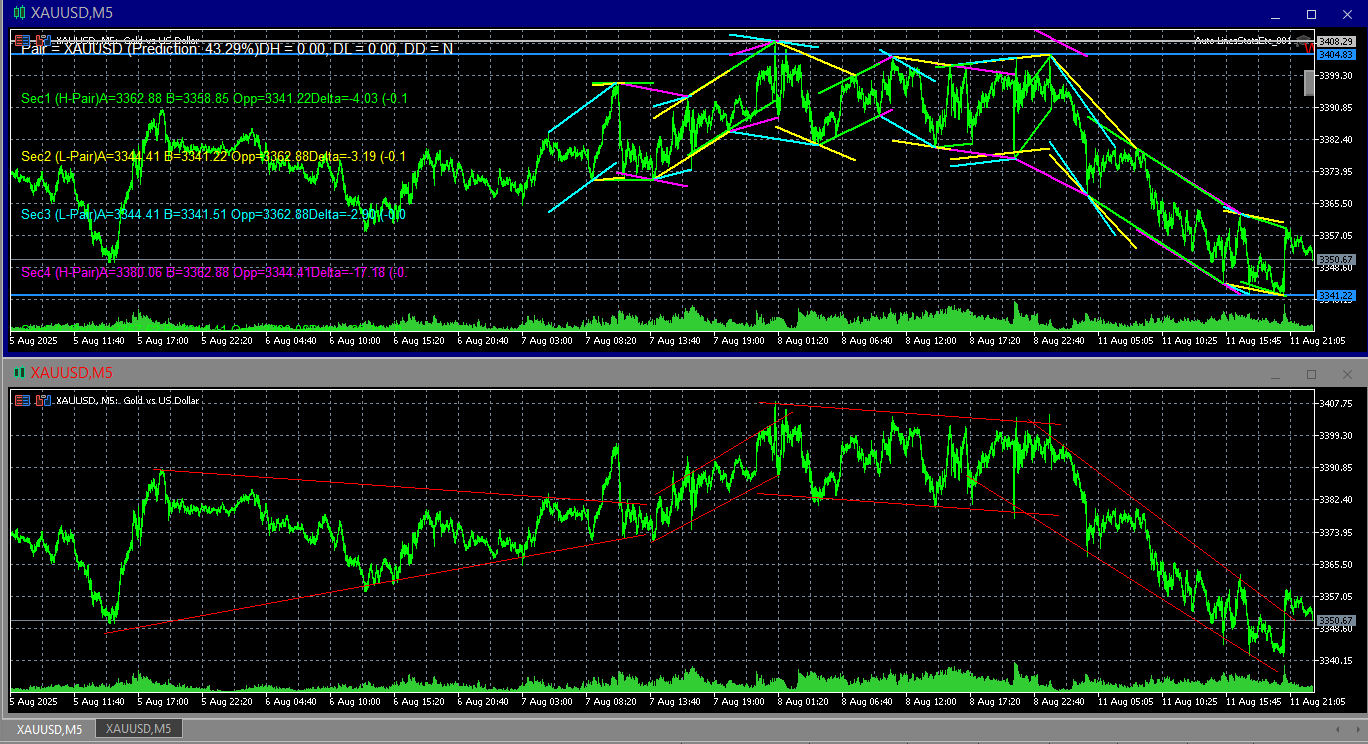 XAUUSD,M5
XAUUSD, M5: Gold vs US Dollar
Auto LinesStatsEtc_001
Pair = XAUUSD (Prediction: 43.29%)DH = 0.00, DL = 0.00, DD = N
Sec1 (H-Pair)A=3362.88 B=3358.85 Opp=3341.22Delta=-4.03 (-0.1
Sec2 (L-Pair)A=3344.41 B=3341.22 Opp=3362.88Delta=-3.19 (-0.1
Sec3 (L-Pair)A=3344.41 B=3341.51 Opp=3362.88Delta=-2.90 (-0.0
Sec4 (H-Pair)A=3380.06 B=3362.88 Opp=3344.41Delta=-17.18 (-0.
3408.29
3404.83
3399.30
3390.85
3382.40
3373.95
3365.50
3357.05
3350.67
3348.60
3341.22
5 Aug 2025 5 Aug 11:40 5 Aug 17:00 5 Aug 22:20 6 Aug 04:40 6 Aug 10:00 6 Aug 15:20 6 Aug 20:40 7 Aug 03:00 7 Aug 08:20 7 Aug 13:40 7 Aug 19:00 8 Aug 01:20 8 Aug 06:40 8 Aug 12:00 8 Aug 17:20 8 Aug 22:40 11 Aug 05:05 11 Aug 10:25 11 Aug 15:45 11 Aug 21:05
XAUUSD,M5
XAUUSD, M5: Gold vs US Dollar
3407.75
3399.30
3390.85
3382.40
3373.95
3365.50
3357.05
3350.67
3348.60
3340.15
5 Aug 2025 5 Aug 11:40 5 Aug 17:00 5 Aug 22:20 6 Aug 04:40 6 Aug 10:00 6 Aug 15:20 6 Aug 20:40 7 Aug 03:00 7 Aug 08:20 7 Aug 13:40 7 Aug 19:00 8 Aug 01:20 8 Aug 06:40 8 Aug 12:00 8 Aug 17:20 8 Aug 22:40 11 Aug 05:05 11 Aug 10:25 11 Aug 15:45 11 Aug 21:05
XAUUSD,M5 XAUUSD,M5